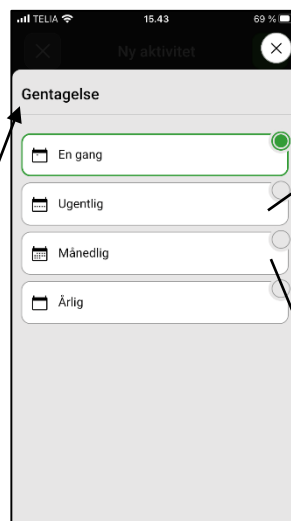 TELIA 15.43 69 %
Ny aktivitet
Gentagelse
En gang
Ugentlig
Månedlig
Årlig